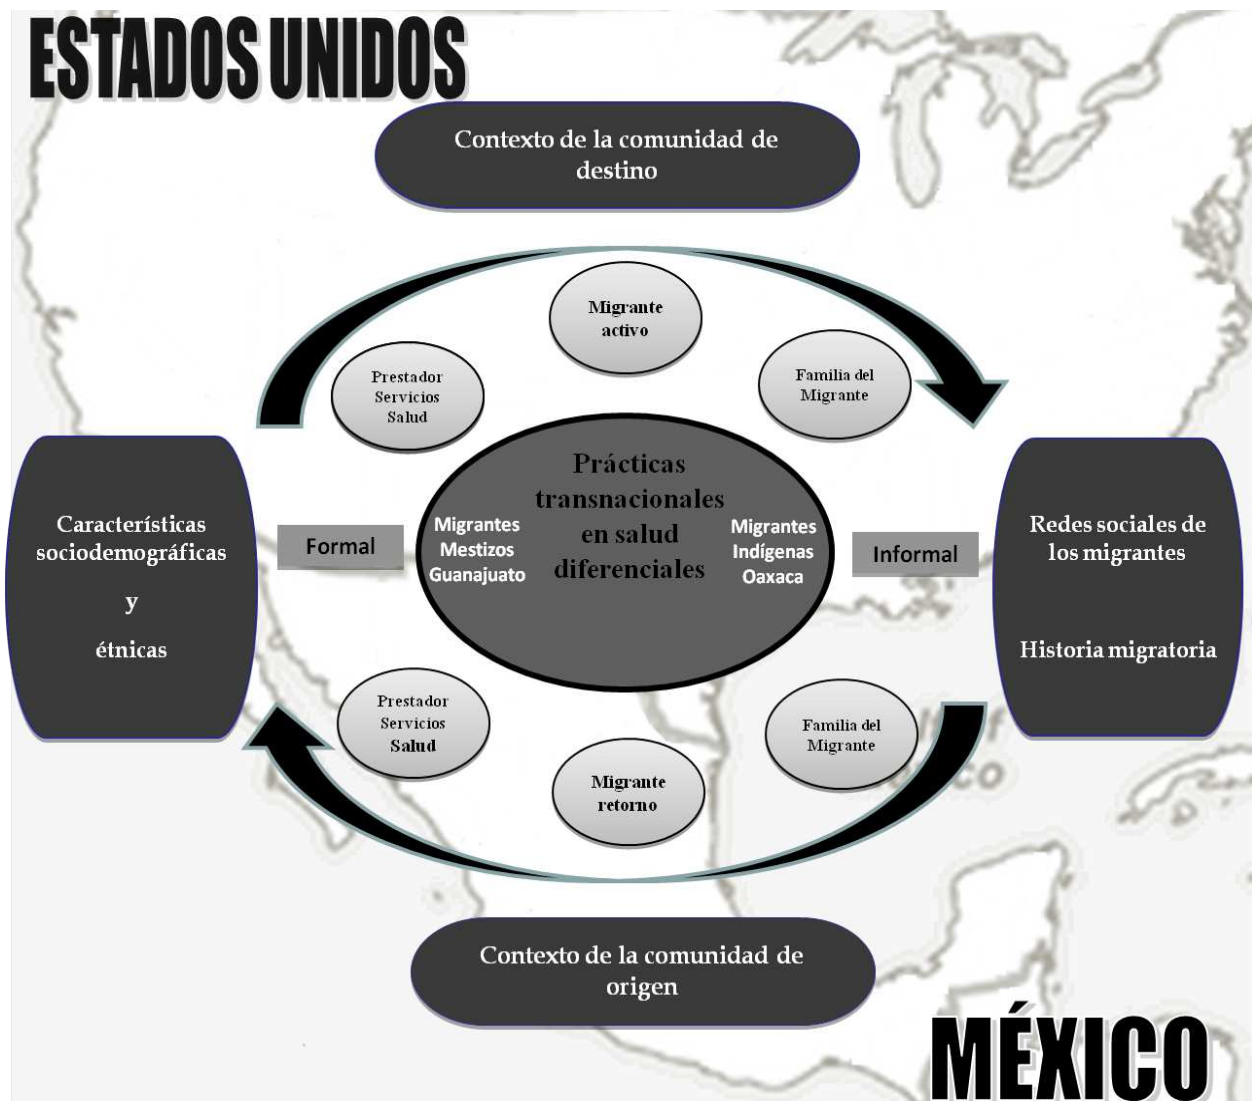 ESTADOS UNIDOS
Contexto de la comunidad de
destino
Migrante
activo
Prestador
Servicios
Salud
Familia del
Migrante
Características
sociodemográficas
y
étnicas
Formal
Migrantes
Mestizos
Guanajuato
Prácticas
transnacionales
en salud
diferenciales
Migrantes
Indígenas
Oaxaca
Informal
Redes sociales de
los migrantes
Historia migratoria
Prestador
Servicios
Salud
Migrante
retorno
Familia del
Migrante
Contexto de la comunidad de
origen
MÉXICO